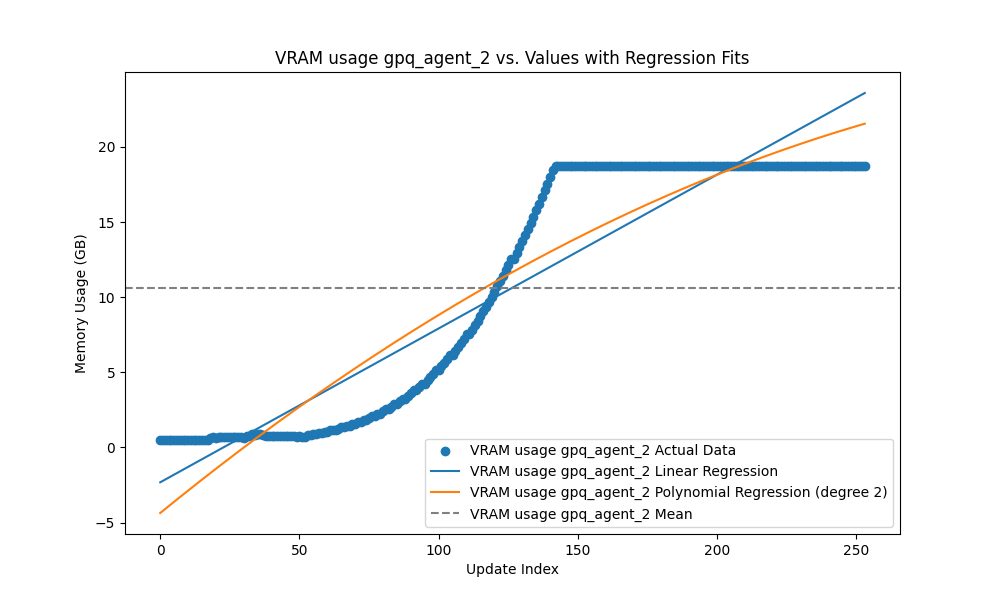 VRAM usage gpq_agent_2 vs. Values with Regression Fits
Memory Usage (GB)
20
15
10
5
0
−5
0
50
100
150
200
250
Update Index
VRAM usage gpq_agent_2 Actual Data
VRAM usage gpq_agent_2 Linear Regression
VRAM usage gpq_agent_2 Polynomial Regression (degree 2)
VRAM usage gpq_agent_2 Mean